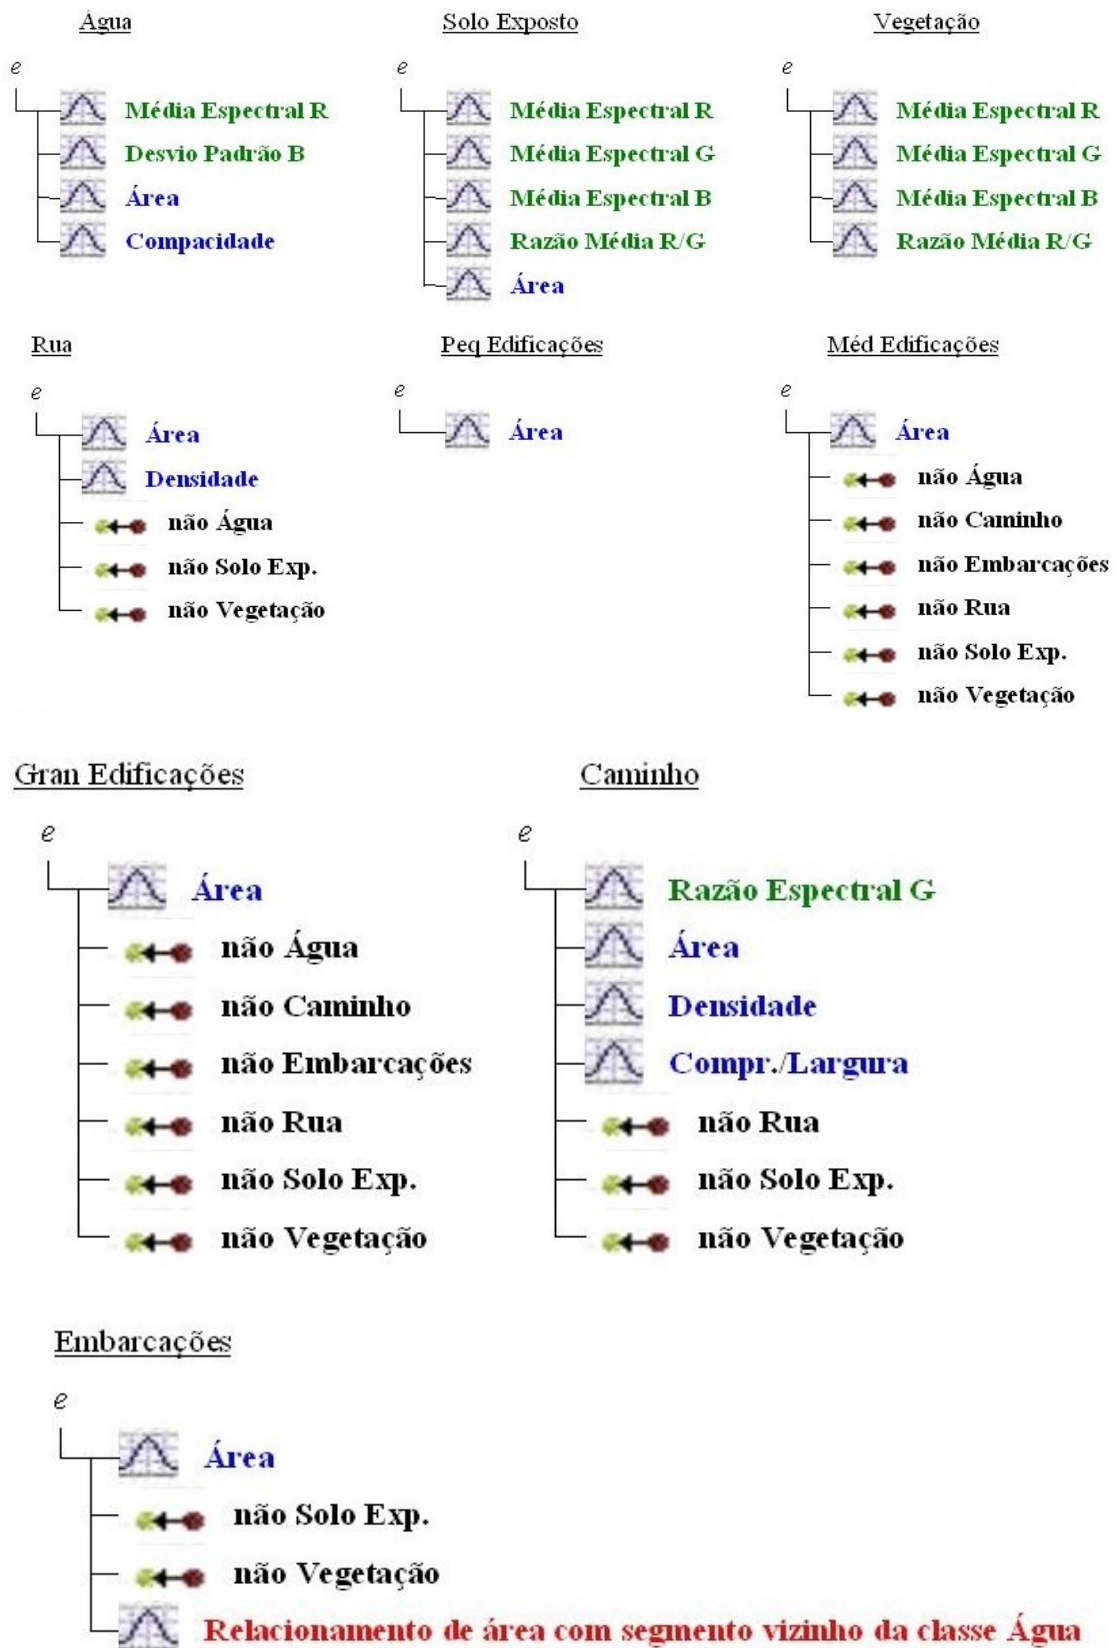 Água
e
Média Espectral R
Desvio Padrão B
Área
Compacidade
Solo Exposto
e
Média Espectral R
Média Espectral G
Média Espectral B
Razão Média R/G
Área
Vegetação
e
Média Espectral R
Média Espectral G
Média Espectral B
Razão Média R/G
Rua
e
Área
Densidade
não Água
não Solo Exp.
não Vegetação
Peq Edificações
e
Área
Méd Edificações
e
Área
não Água
não Caminho
não Embarcações
não Rua
não Solo Exp.
não Vegetação
Gran Edificações
e
Área
não Água
não Caminho
não Embarcações
não Rua
não Solo Exp.
não Vegetação
Caminho
e
Razão Espectral G
Área
Densidade
Compr./Largura
não Rua
não Solo Exp.
não Vegetação
Embarcações
e
Área
não Solo Exp.
não Vegetação
Relacionamento de área com segmento vizinho da classe Água